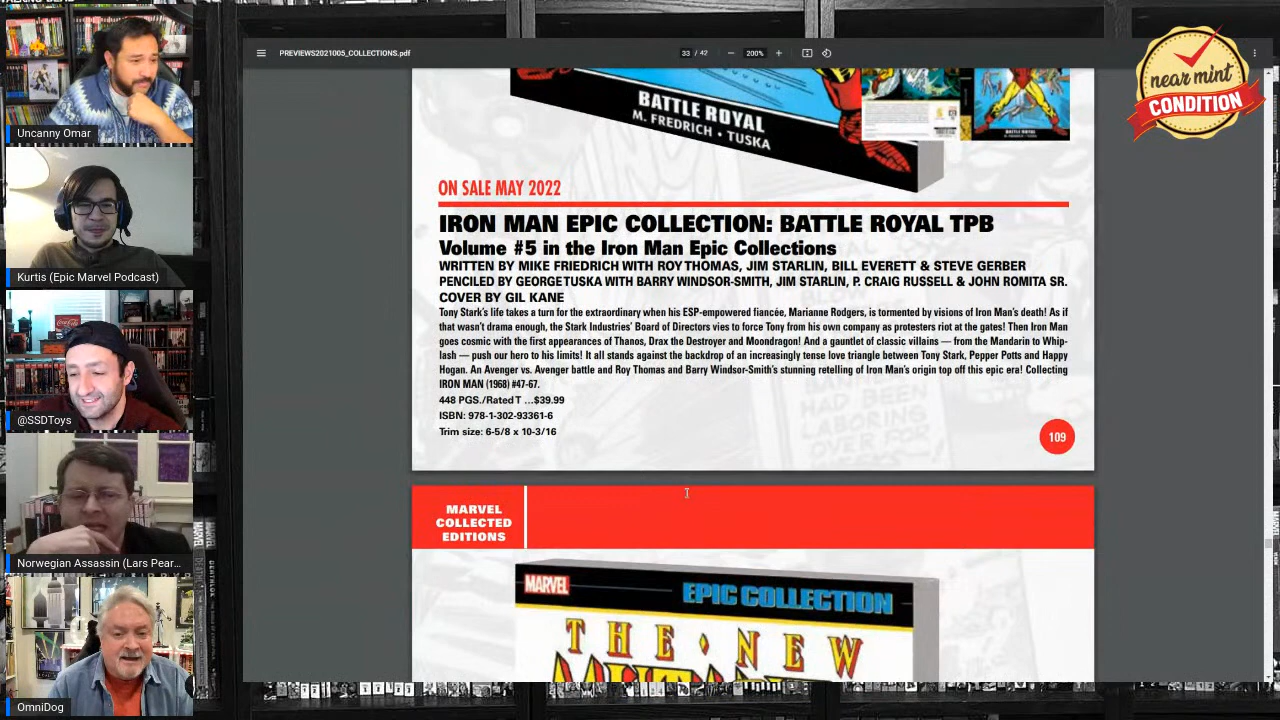 PREVIEWS2021005_COLLECTIONS.pdf
33 / 42
200%
near mint
CONDITION
BATTLE ROYAL
M. FREDRICH • TUSKA
BATTLE ROYAL
ON SALE MAY 2022
IRON MAN EPIC COLLECTION: BATTLE ROYAL TPB
Volume #5 in the Iron Man Epic Collections
WRITTEN BY MIKE FRIEDRICH WITH ROY THOMAS, JIM STARLIN, BILL EVERETT & STEVE GERBER
PENCILED BY GEORGE TUSKA WITH BARRY WINDSOR-SMITH, JIM STARLIN, P. CRAIG RUSSELL & JOHN ROMITA SR.
COVER BY GIL KANE
Tony Stark's life takes a turn for the extraordinary when his ESP-empowered fiancée, Marianne Rodgers, is tormented by visions of Iron Man's death! As if
that wasn't drama enough, the Stark Industries' Board of Directors vies to force Tony from his own company as protesters riot at the gates! Then Iron Man
goes cosmic with the first appearances of Thanos, Drax the Destroyer and Moondragon! And a gauntlet of classic villains — from the Mandarin to Whip-
lash — push our hero to his limits! It all stands against the backdrop of an increasingly tense love triangle between Tony Stark, Pepper Potts and Happy
Hogan. An Avenger vs. Avenger battle and Roy Thomas and Barry Windsor-Smith's stunning retelling of Iron Man's origin top off this epic era! Collecting
IRON MAN (1968) #47-67.
448 PGS./Rated T ...$39.99
ISBN: 978-1-302-93361-6
Trim size: 6-5/8 x 10-3/16
109
MARVEL
COLLECTED
EDITIONS
MARVEL
EPIC COLLECTION
THE NEW
Uncanny Omar
Kurtis (Epic Marvel Podcast)
@SSDToys
Norwegian Assassin (Lars Pear...
OmniDog